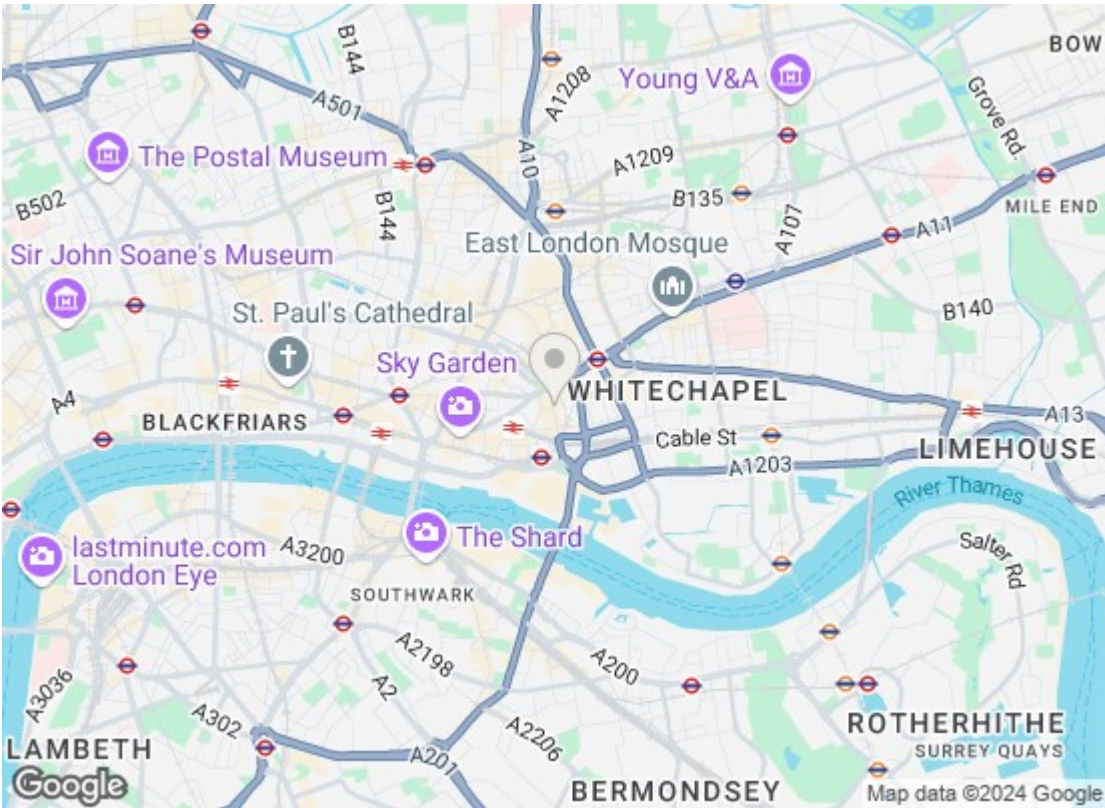 B144
BOW
Young V&A
A1208
A501
Grove Rd.
The Postal Museum
A10
A1209
B502
B144
B135
A107
MILE END
A11
East London Mosque
Sir John Soane's Museum
St. Paul's Cathedral
B140
Sky Garden
WHITECHAPEL
A4
A13
BLACKFRIARS
Cable St
LIMEHOUSE
A1203
River Thames
The Shard
lastminute.com
London Eye
A3200
Salter Rd
SOUTHWARK
A2198
A200
A3036
A2
A302
A2206
ROTHERHITHE
LAMBETH
A201
SURREY QUAYS
Google
BERMONDSEY
Map data ©2024 Google